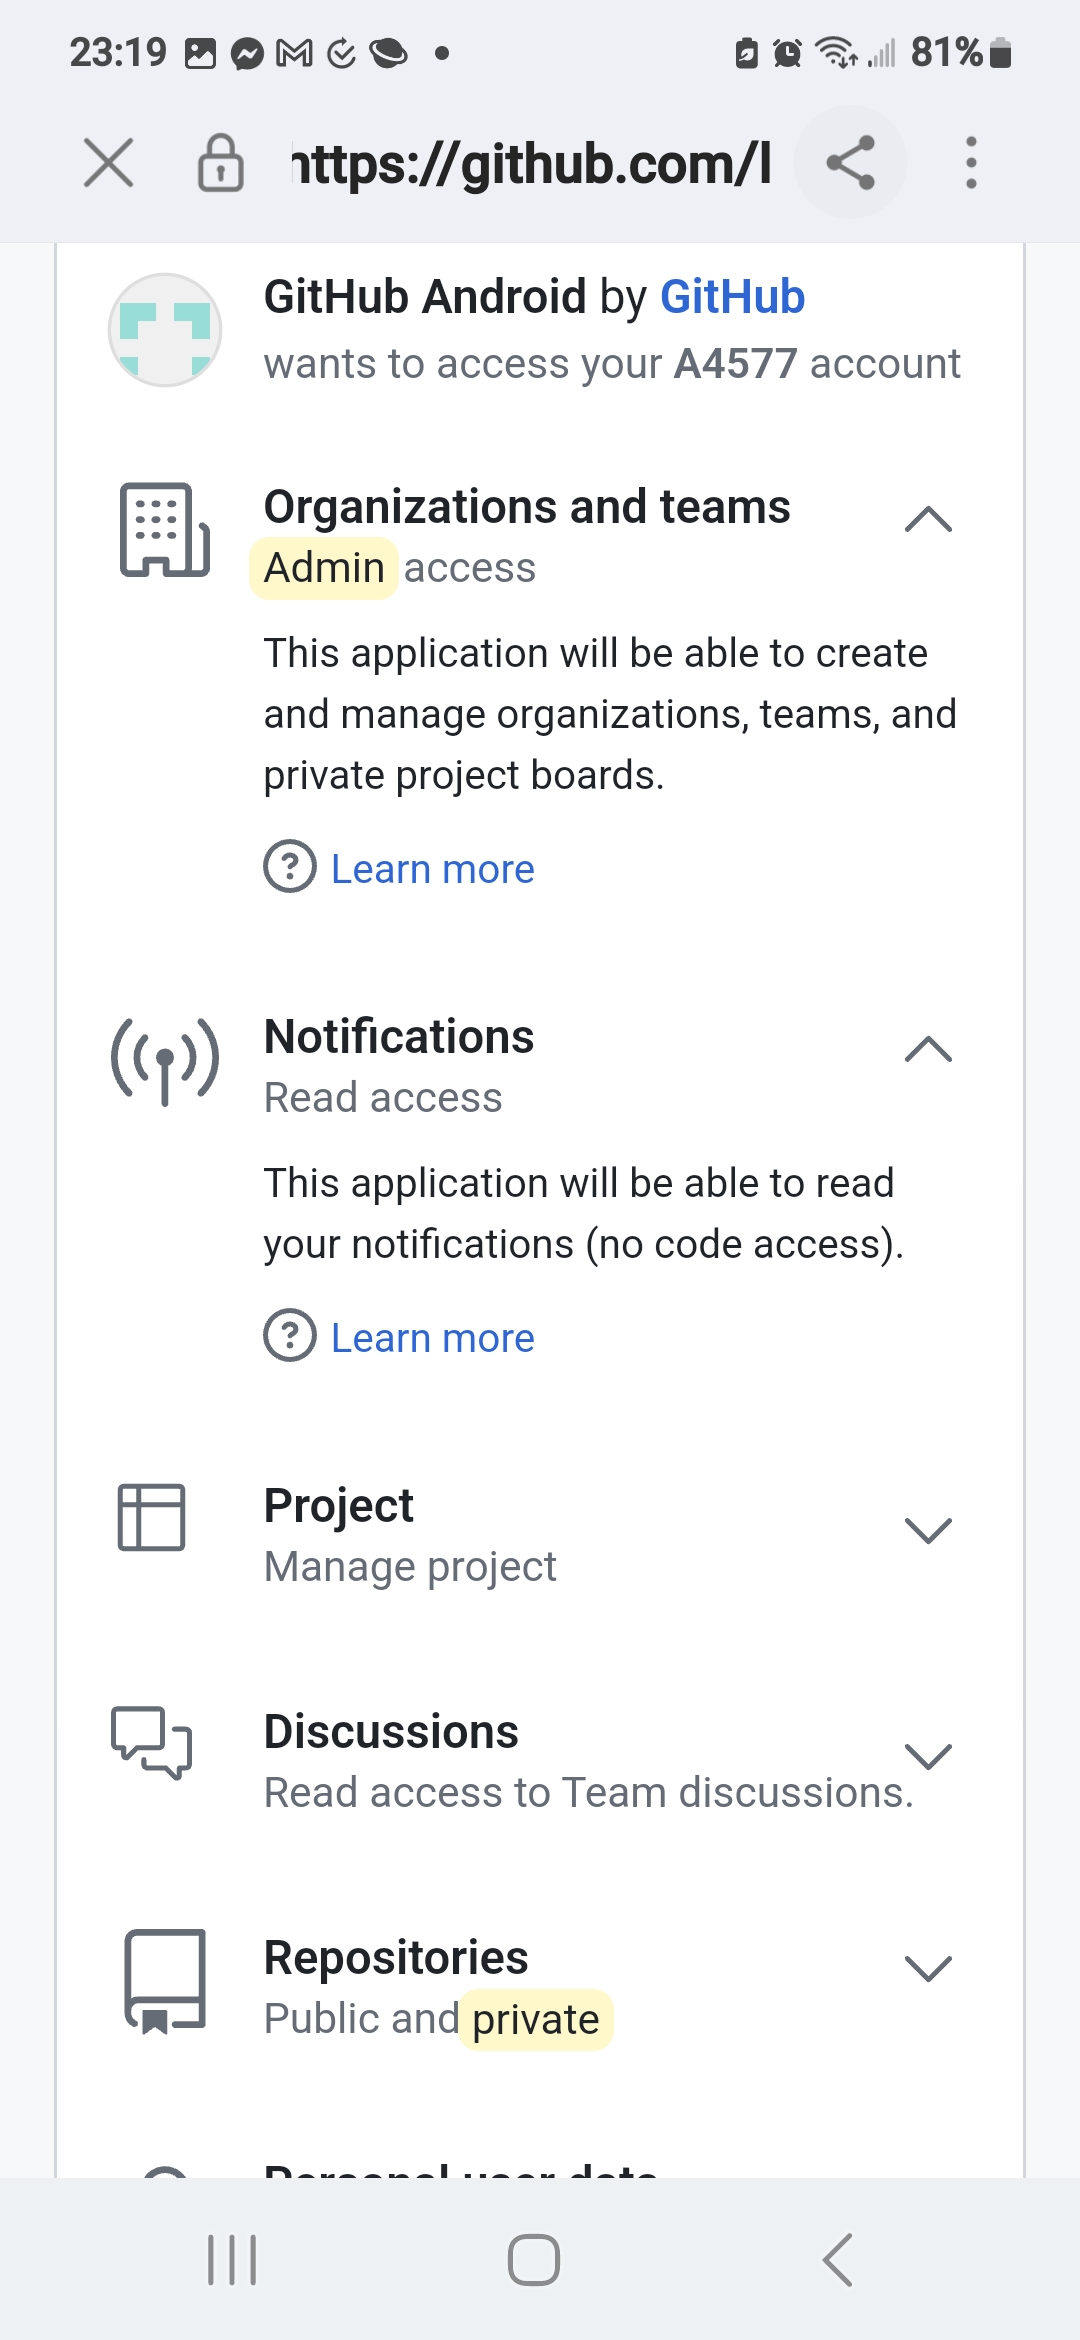 23:19
81%
https://github.com/l
GitHub Android by GitHub
wants to access your A4577 account
Organizations and teams
Admin access
This application will be able to create
and manage organizations, teams, and
private project boards.
Learn more
Notifications
Read access
This application will be able to read
your notifications (no code access).
Learn more
Project
Manage project
Discussions
Read access to Team discussions.
Repositories
Public and private
Personal user data